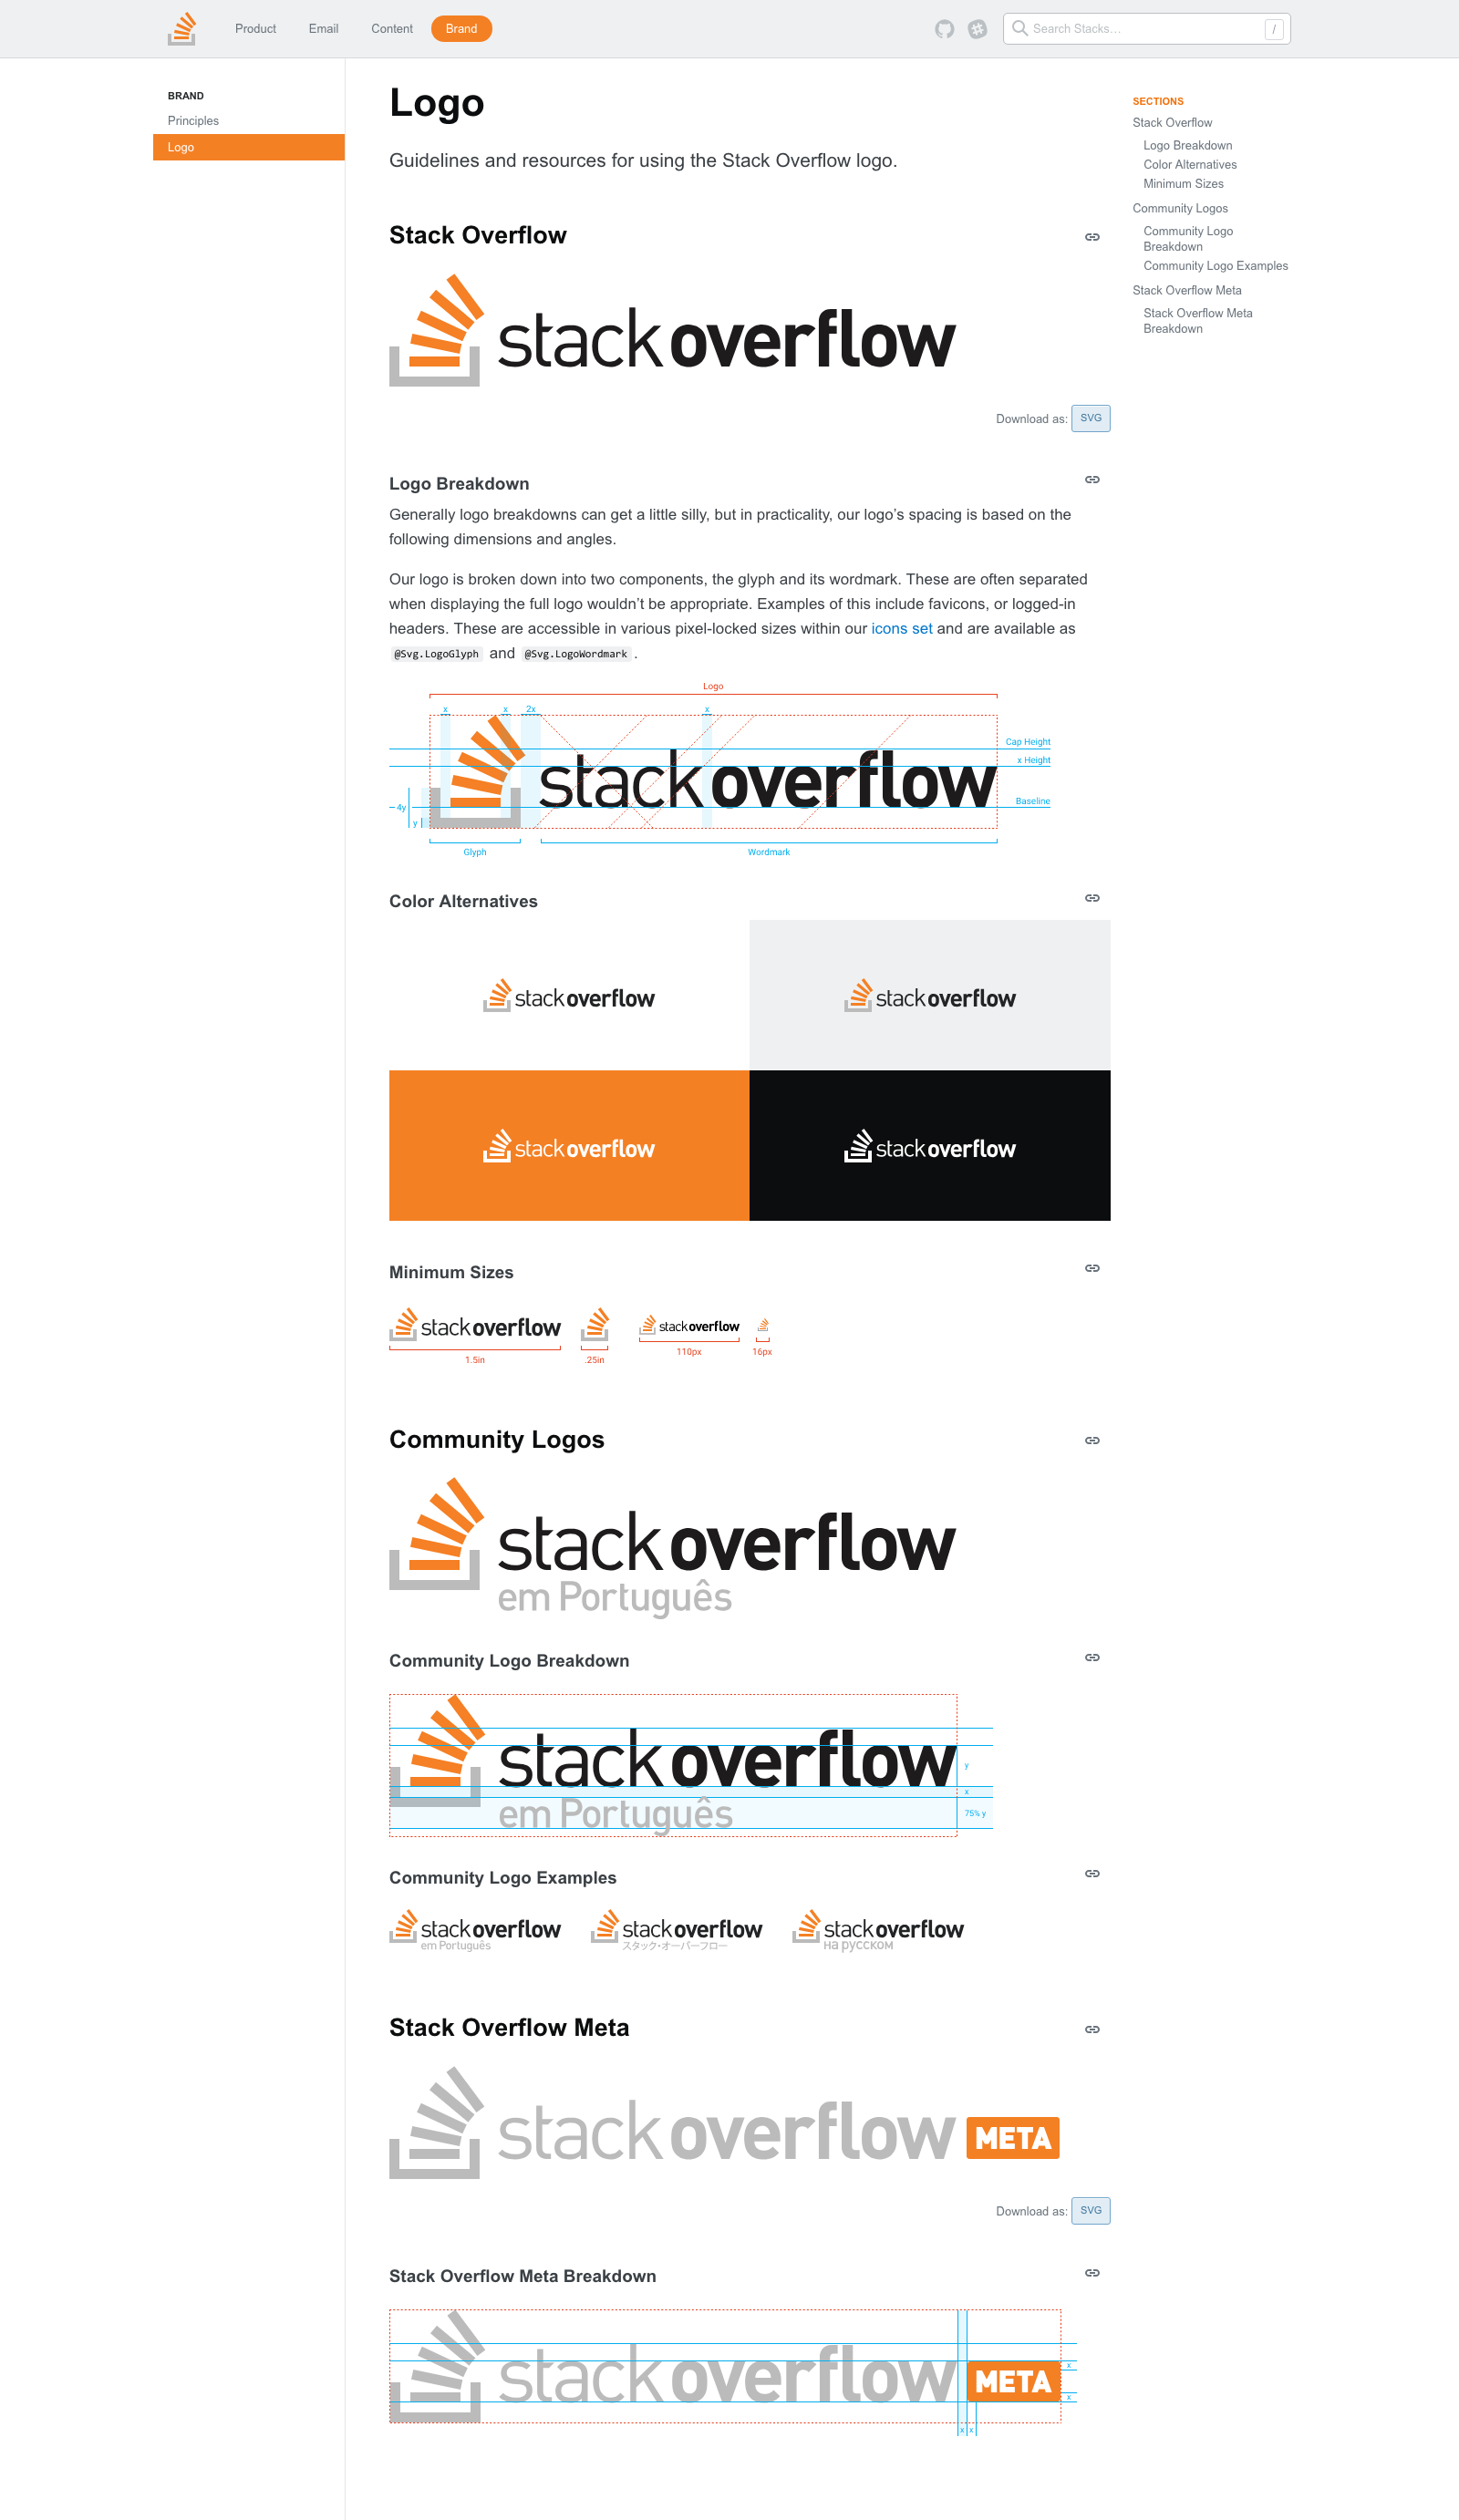 Product
Email
Content
Brand
Search Stacks…
/
BRAND
Principles
Logo
Logo
Guidelines and resources for using the Stack Overflow logo.
SECTIONS
Stack Overflow
Logo Breakdown
Color Alternatives
Minimum Sizes
Community Logos
Community Logo
Breakdown
Community Logo Examples
Stack Overflow Meta
Stack Overflow Meta
Breakdown
Stack Overflow
stackoverflow
Download as: SVG
Logo Breakdown
Generally logo breakdowns can get a little silly, but in practicality, our logo’s spacing is based on the
following dimensions and angles.
Our logo is broken down into two components, the glyph and its wordmark. These are often separated
when displaying the full logo wouldn’t be appropriate. Examples of this include favicons, or logged-in
headers. These are accessible in various pixel-locked sizes within our icons set and are available as
@Svg.LogoGlyph and @Svg.LogoWordmark.
Logo
x
x
2x
x
Cap Height
x Height
stackoverflow
Baseline
4y
y
Glyph
Wordmark
Color Alternatives
stackoverflow
stackoverflow
stackoverflow
stackoverflow
Minimum Sizes
stackoverflow
stackoverflow
1.5in
.25in
110px
16px
Community Logos
stackoverflow
em Português
Community Logo Breakdown
stackoverflow
em Português
y
x
75% y
Community Logo Examples
stackoverflow
em Português
stackoverflow
スタック・オーバーフロー
stackoverflow
на русском
Stack Overflow Meta
stackoverflow META
Download as: SVG
Stack Overflow Meta Breakdown
stackoverflow META
x
x
x
x